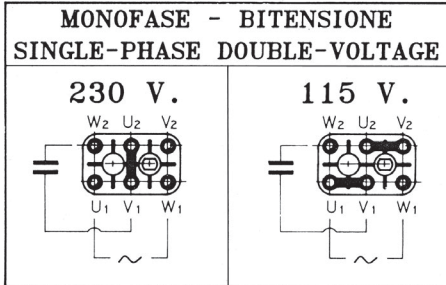 MONOFASE - BITENSIONE
SINGLE-PHASE DOUBLE-VOLTAGE
230 V.
W2 U2 V2
U1 V1 W1
115 V.
W2 U2 V2
U1 V1 W1